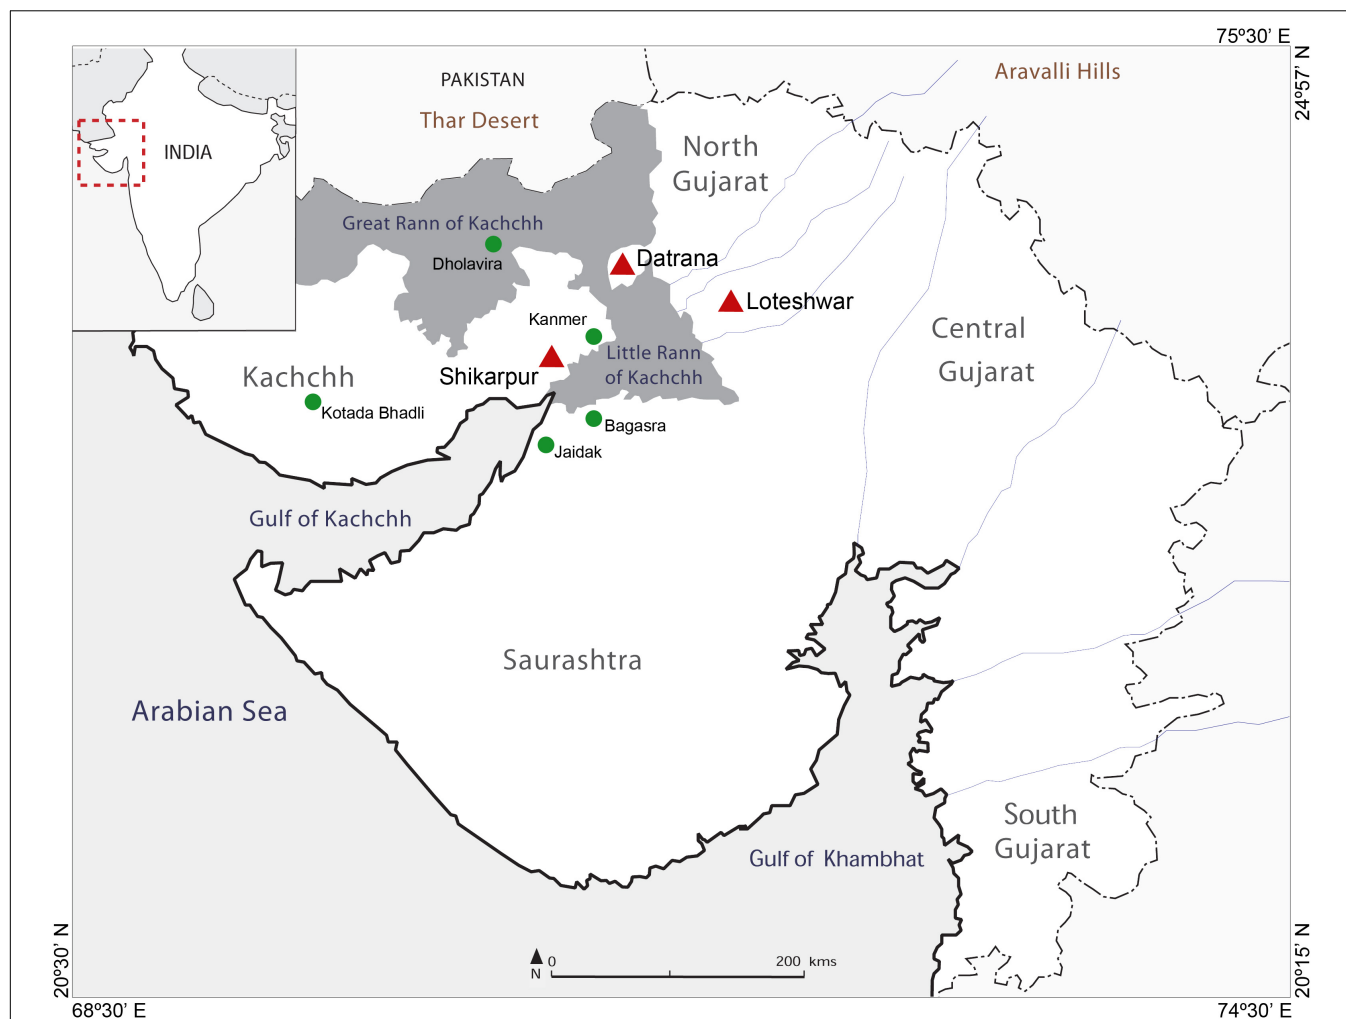 75º30’ E
24º57’ N
PAKISTAN
Aravalli Hills
Thar Desert
INDIA
North
Gujarat
Great Rann of Kachchh
Dholavira
Datrana
Loteshwar
Kanmer
Central
Gujarat
Little Rann
of Kachchh
Shikarpur
Kachchh
Kotada Bhadli
Bagasra
Jaidak
Gulf of Kachchh
Saurashtra
Arabian Sea
South
Gujarat
Gulf of Khambhat
N
0
200 kms
20º30’ N
20º15’ N
68º30’ E
74º30’ E